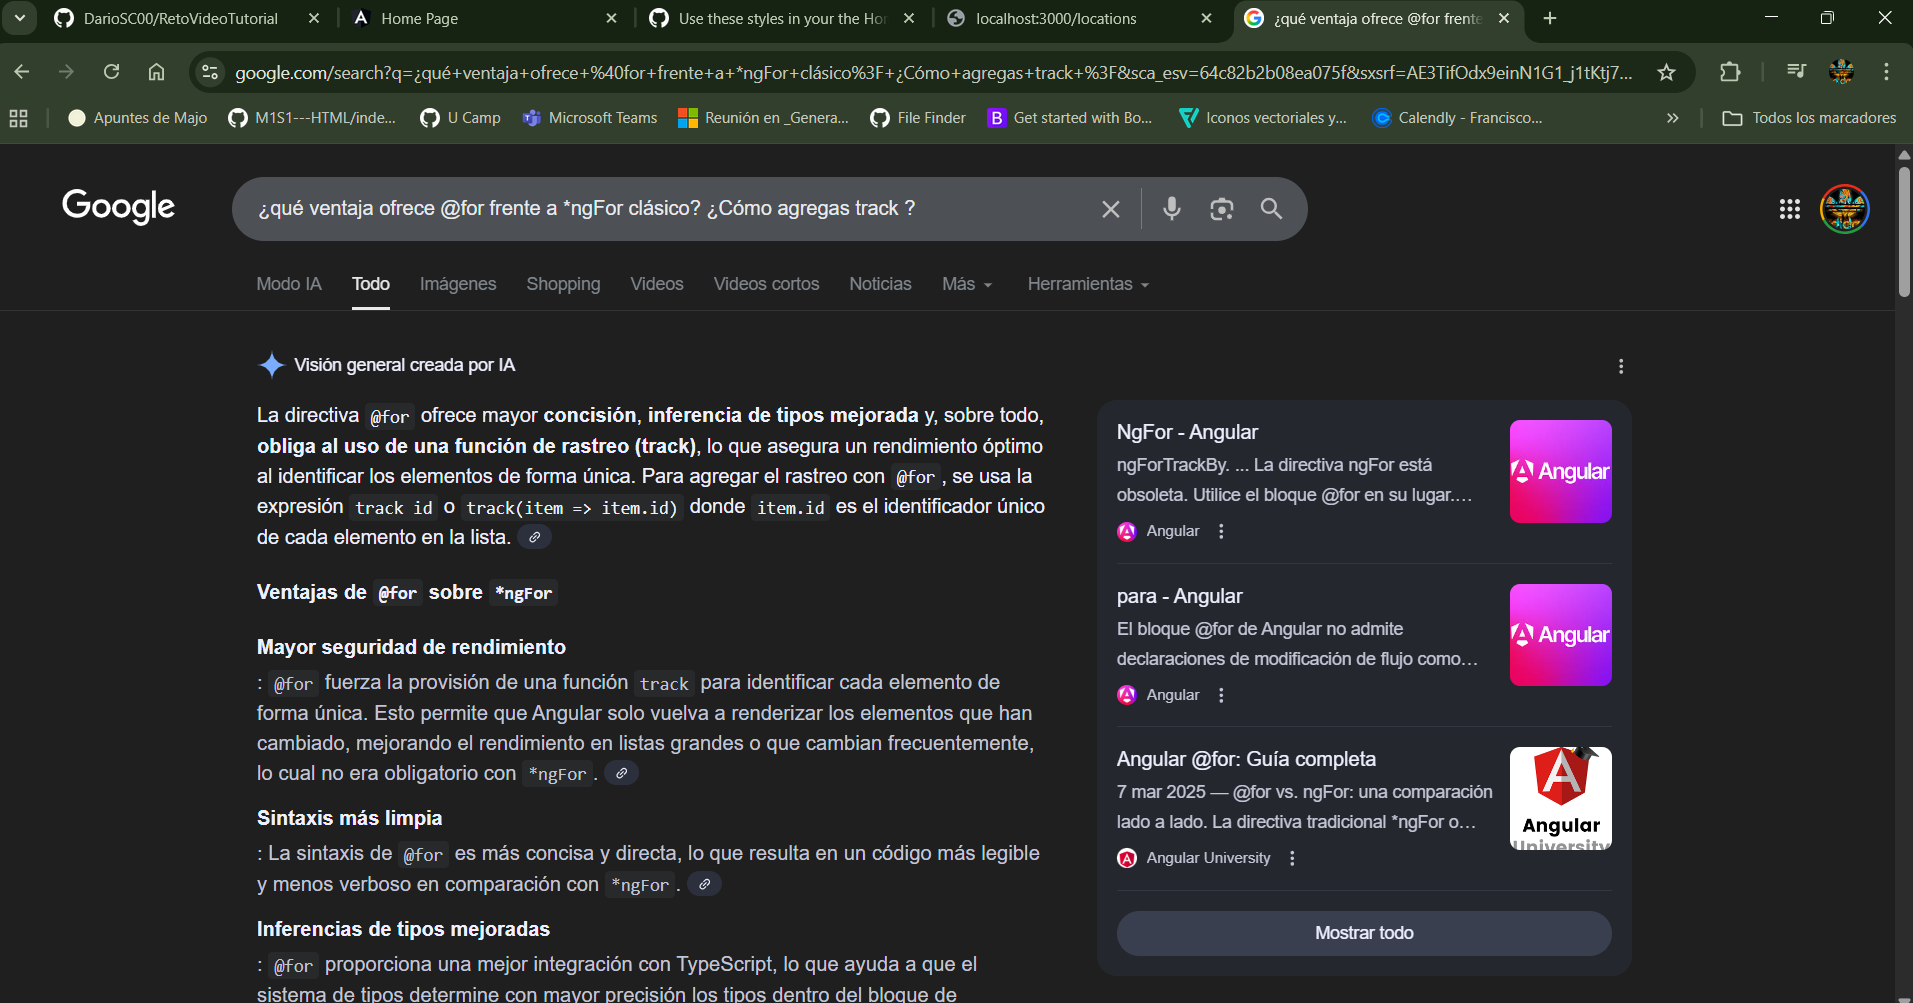 DarioSC00/RetoVideoTutorial
Home Page
Use these styles in your the Hor
localhost:3000/locations
¿qué ventaja ofrece @for frente
google.com/search?q=¿qué+ventaja+ofrece+%40for+frente+a+*ngFor+clásico%3F+¿Cómo+agregas+track+%3F&sca_esv=64c82b2b08ea075f&sxsrf=AE3TifOdx9einN1G1_j1tKtj7...
Apuntes de Majo
M1S1---HTML/inde...
U Camp
Microsoft Teams
Reunión en _Genera...
File Finder
Get started with Bo...
Iconos vectoriales y...
Calendly - Francisco...
Todos los marcadores
Google
¿qué ventaja ofrece @for frente a *ngFor clásico? ¿Cómo agregas track ?
Modo IA
Todo
Imágenes
Shopping
Videos
Videos cortos
Noticias
Más
Herramientas
Visión general creada por IA
La directiva @for ofrece mayor concisión, inferencia de tipos mejorada y, sobre todo,
obliga al uso de una función de rastreo (track), lo que asegura un rendimiento óptimo
al identificar los elementos de forma única. Para agregar el rastreo con @for , se usa la
expresión track id o track(item => item.id) donde item.id es el identificador único
de cada elemento en la lista.
Ventajas de @for sobre *ngFor
Mayor seguridad de rendimiento
: @for fuerza la provisión de una función track para identificar cada elemento de
forma única. Esto permite que Angular solo vuelva a renderizar los elementos que han
cambiado, mejorando el rendimiento en listas grandes o que cambian frecuentemente,
lo cual no era obligatorio con *ngFor .
Sintaxis más limpia
: La sintaxis de @for es más concisa y directa, lo que resulta en un código más legible
y menos verboso en comparación con *ngFor .
Inferencias de tipos mejoradas
: @for proporciona una mejor integración con TypeScript, lo que ayuda a que el
sistema de tipos determine con mayor precisión los tipos dentro del bloque de
NgFor - Angular
ngForTrackBy. ... La directiva ngFor está
obsoleta. Utilice el bloque @for en su lugar....
Angular
Angular
para - Angular
El bloque @for de Angular no admite
declaraciones de modificación de flujo como...
Angular
Angular
Angular @for: Guía completa
7 mar 2025 — @for vs. ngFor: una comparación
lado a lado. La directiva tradicional *ngFor o...
Angular University
Angular
University
Mostrar todo